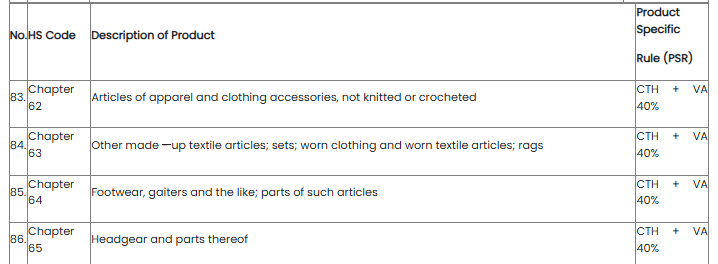 No. HS Code Description of Product Product Specific
Rule (PSR)
83. Chapter 62 Articles of apparel and clothing accessories, not knitted or crocheted CTH + VA 40%
84. Chapter 63 Other made —up textile articles; sets; worn clothing and worn textile articles; rags CTH + VA 40%
85. Chapter 64 Footwear, gaiters and the like; parts of such articles CTH + VA 40%
86. Chapter 65 Headgear and parts thereof CTH + VA 40%